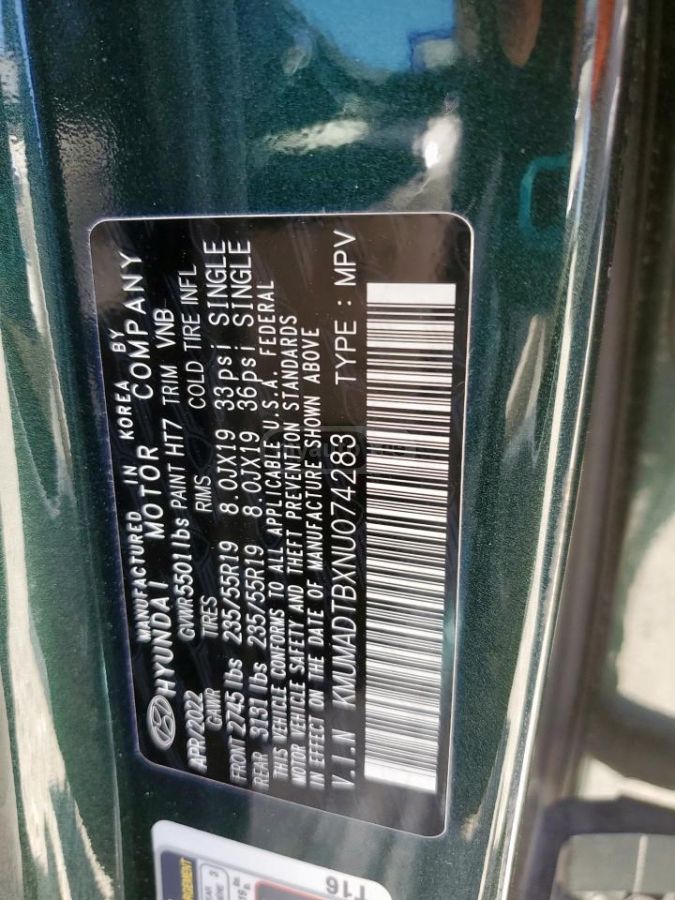 MANUFACTURED IN KOREA BY
HYUNDAI MOTOR COMPANY
APR/2022 GVWR5501lbs PAINT HT7 TRIM VNB
GAWR TIRES RIMS COLD TIRE INFL
FRONT 2745 lbs 235/55R19 8.0JX19 33psi SINGLE
REAR 3131 lbs 235/55R19 8.0JX19 36psi SINGLE
THIS VEHICLE CONFORMS TO ALL APPLICABLE U.S.A. FEDERAL
MOTOR VEHICLE SAFETY AND THEFT PREVENTION STANDARDS
IN EFFECT ON THE DATE OF MANUFACTURE SHOWN ABOVE
V.I.N KMUMADTBXNU074283 TYPE : MPV
T16